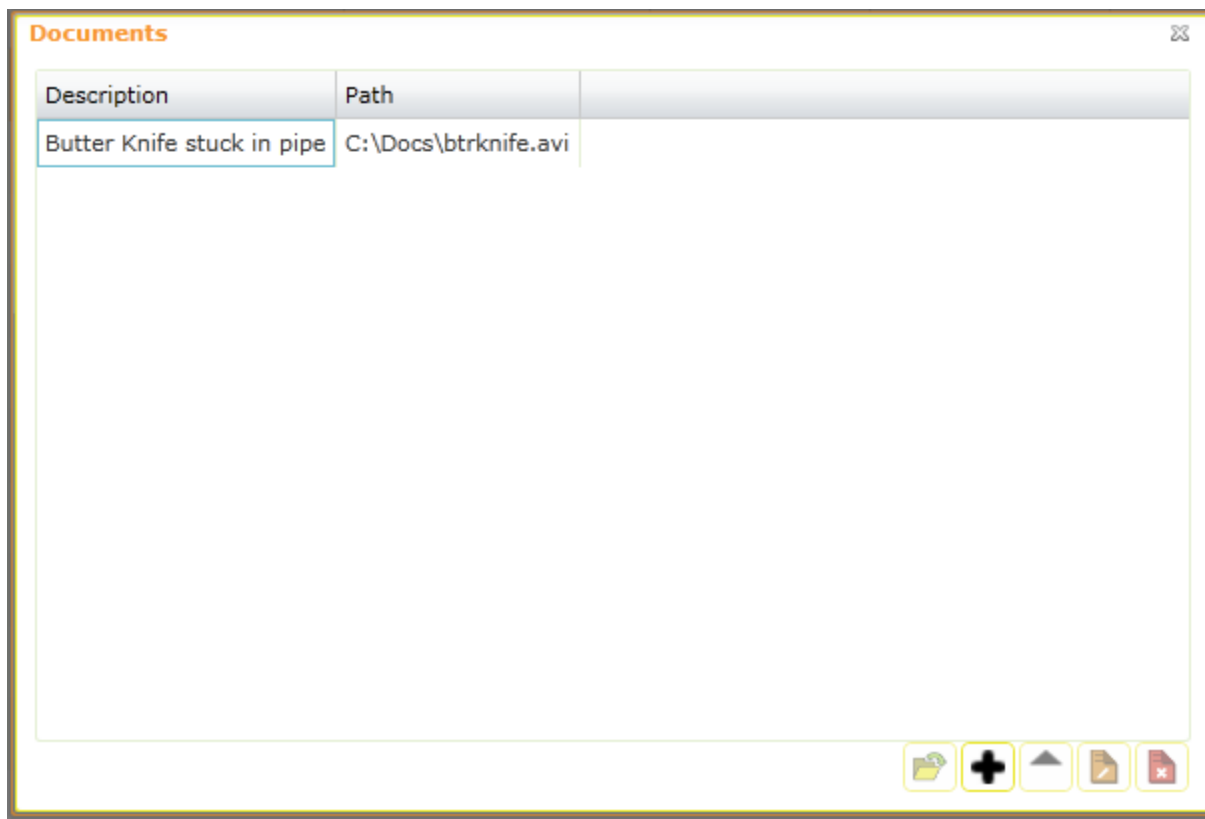 Documents
Description Path
Butter Knife stuck in pipe C:\Docs\btrknife.avi